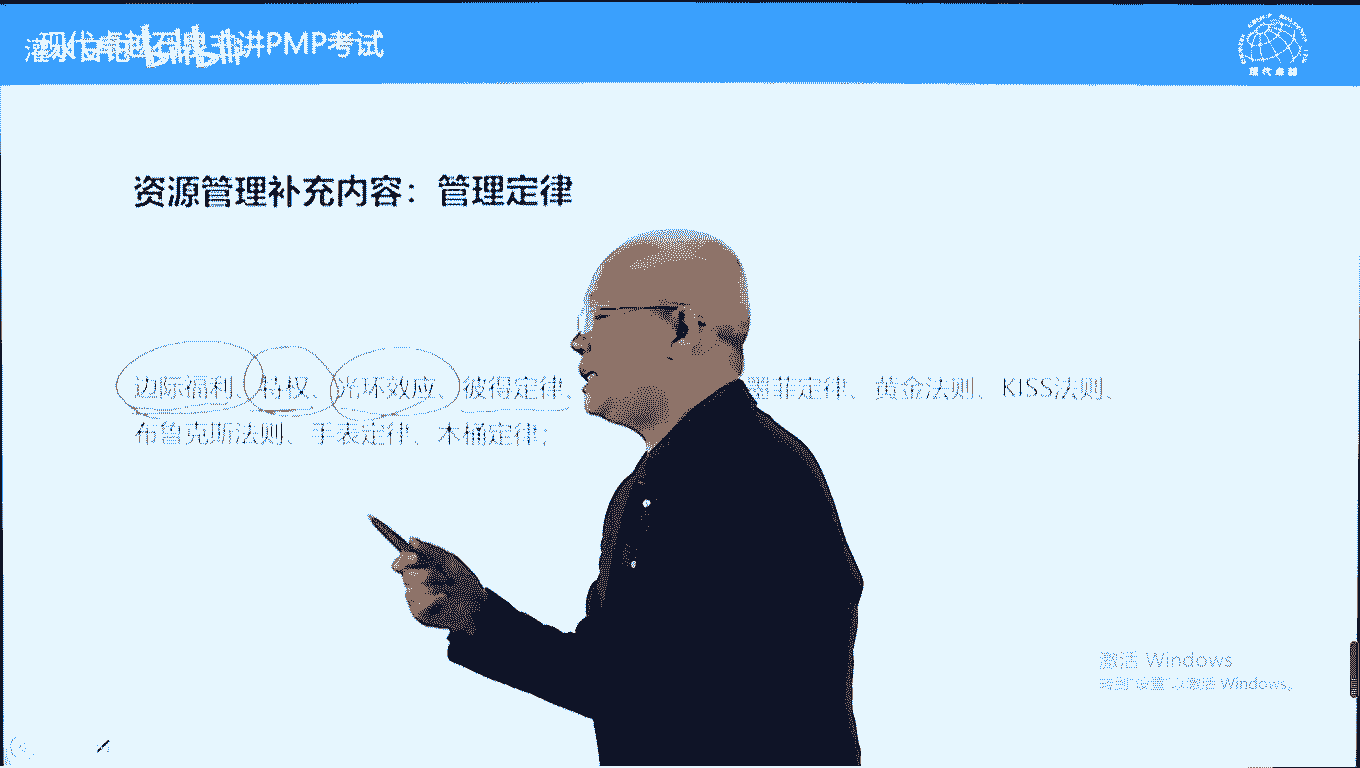 讲PMP考试
bilibili
现代卓越
资源管理补充内容：管理定律
边际福利、特权、光环效应、彼得定律、墨菲定律、黄金法则、KISS法则、
布鲁克斯法则、手表定律、木桶定律；
激活 Windows
转到"设置"以激活 Windows。